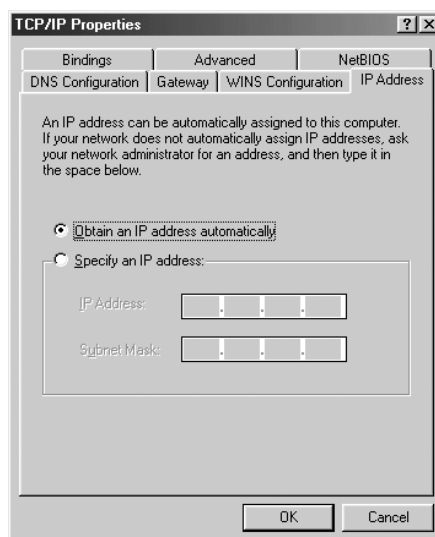 TCP/IP Properties
Bindings Advanced NetBIOS
DNS Configuration Gateway WINS Configuration IP Address
An IP address can be automatically assigned to this computer.
If your network does not automatically assign IP addresses, ask
your network administrator for an address, and then type it in
the space below.
Obtain an IP address automatically
Specify an IP address:
IP Address:
Subnet Mask:
OK Cancel